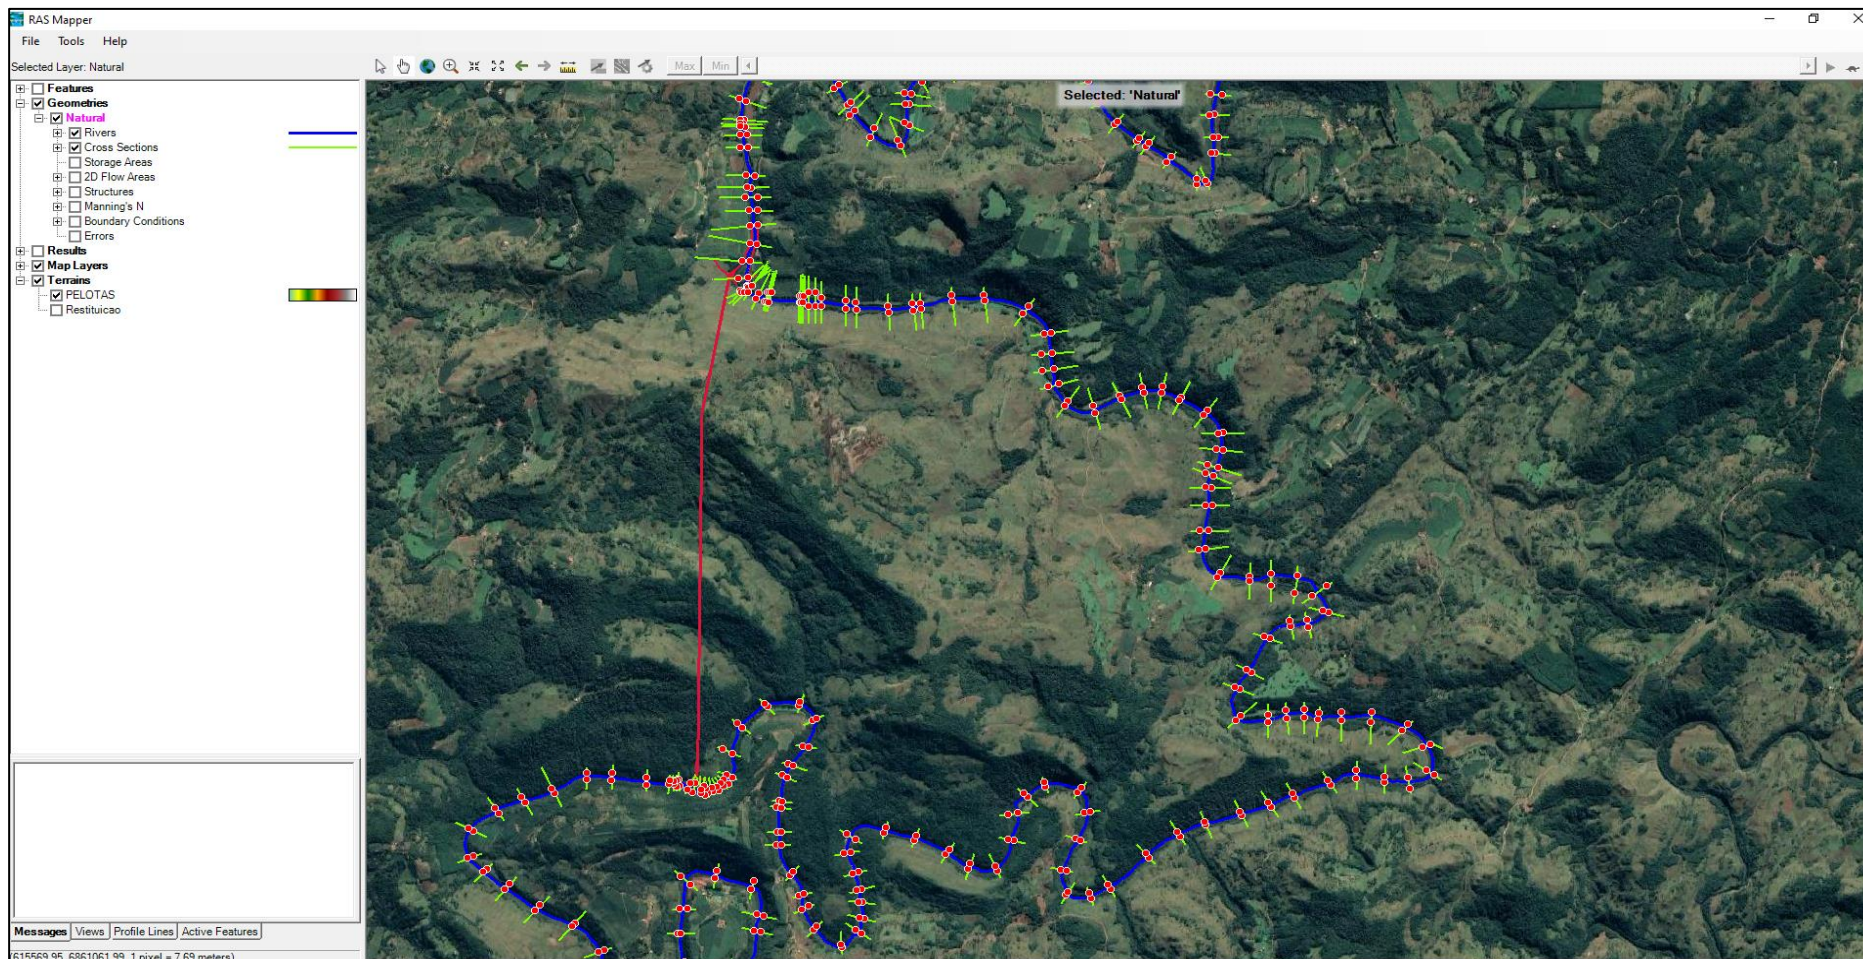 RAS Mapper
File Tools Help
Selected Layer: Natural
Max Min
Selected: 'Natural'
Features
Geometries
Natural
Rivers
Cross Sections
Storage Areas
2D Flow Areas
Structures
Manning's N
Boundary Conditions
Errors
Results
Map Layers
Terrains
PELOTAS
Restituicao
Messages Views Profile Lines Active Features
(615569.95, 6861061.99 1 pixel = 7.69 meters)